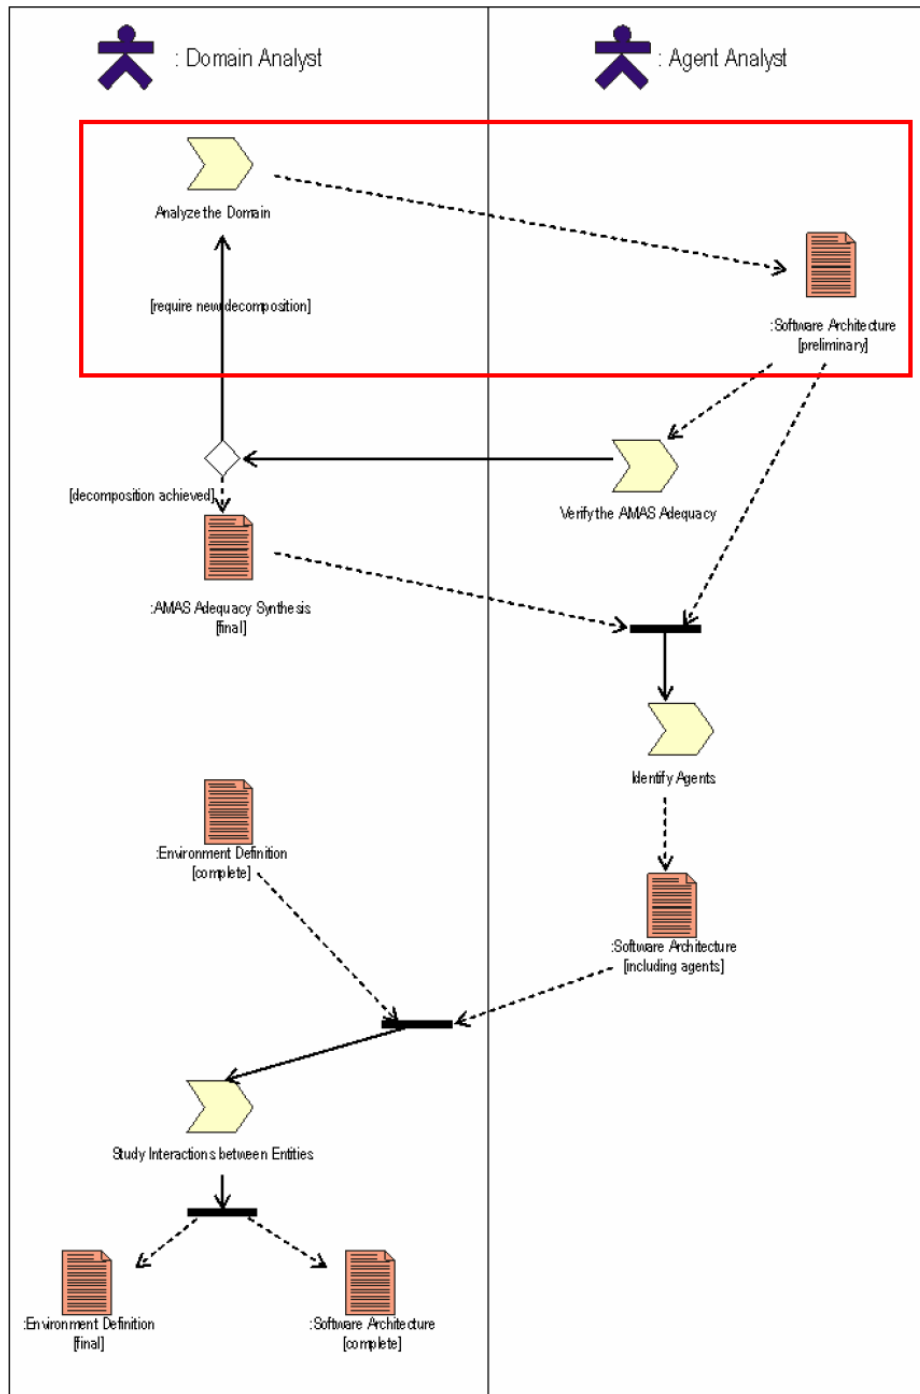 : Domain Analyst
: Agent Analyst
Analyze the Domain
[require new decomposition]
:Software Architecture
[preliminary]
[decomposition achieved]
Verify the AMAS Adequacy
:AMAS Adequacy Synthesis
[final]
Identify Agents
:Environment Definition
[complete]
:Software Architecture
[including agents]
Study Interactions between Entities
:Environment Definition
[final]
:Software Architecture
[complete]